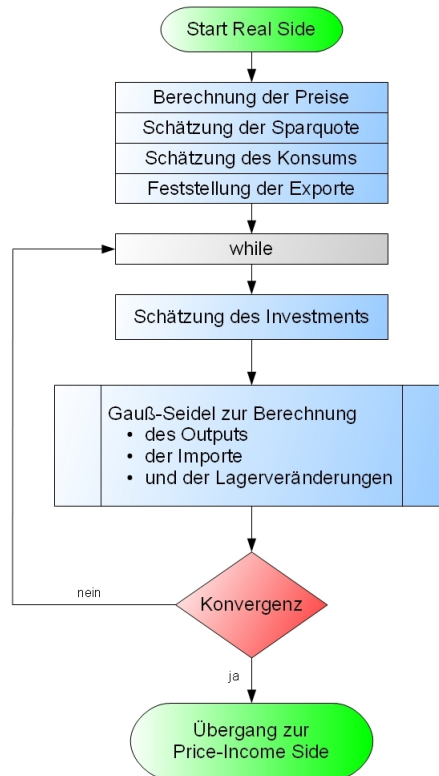 Start Real Side
Berechnung der Preise
Schätzung der Sparquote
Schätzung des Konsums
Feststellung der Exporte
while
Schätzung des Investments
Gauß-Seidel zur Berechnung
• des Outputs
• der Importe
• und der Lagerveränderungen
nein
Konvergenz
ja
Übergang zur
Price-Income Side